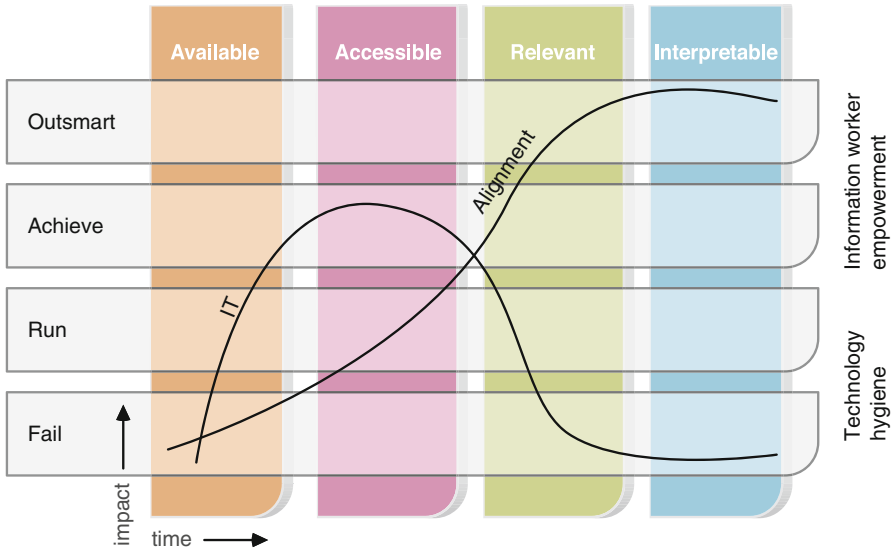 Available
Accessible
Relevant
Interpretable
Outsmart
Achieve
Run
Fail
IT
Alignment
Information worker
empowerment
Technology
hygiene
impact
time